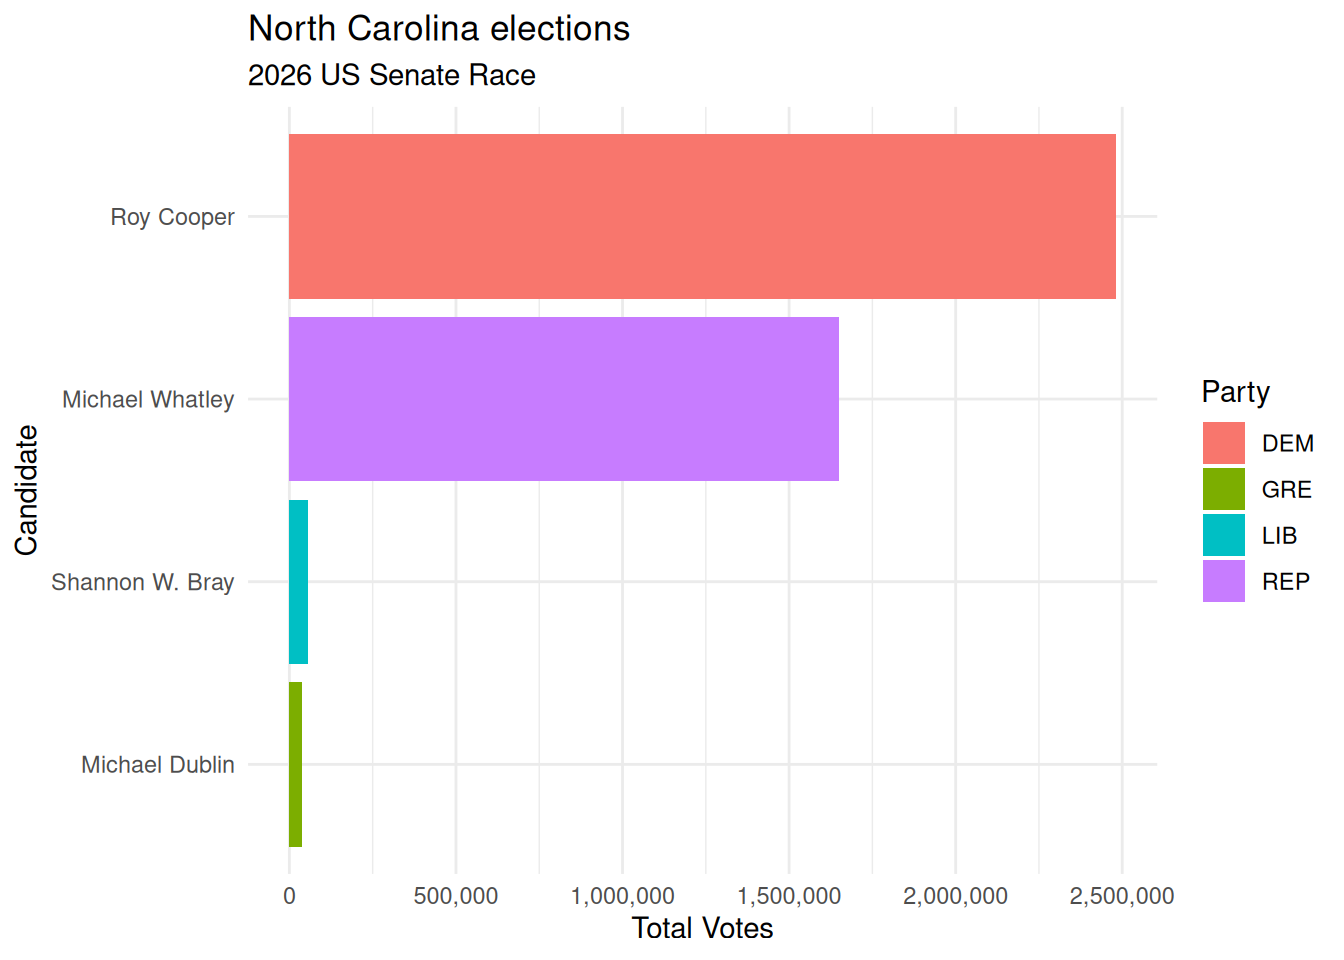 North Carolina elections
2026 US Senate Race
Candidate
Roy Cooper
Michael Whatley
Shannon W. Bray
Michael Dublin
0 500,000 1,000,000 1,500,000 2,000,000 2,500,000
Total Votes
Party
DEM
GRE
LIB
REP